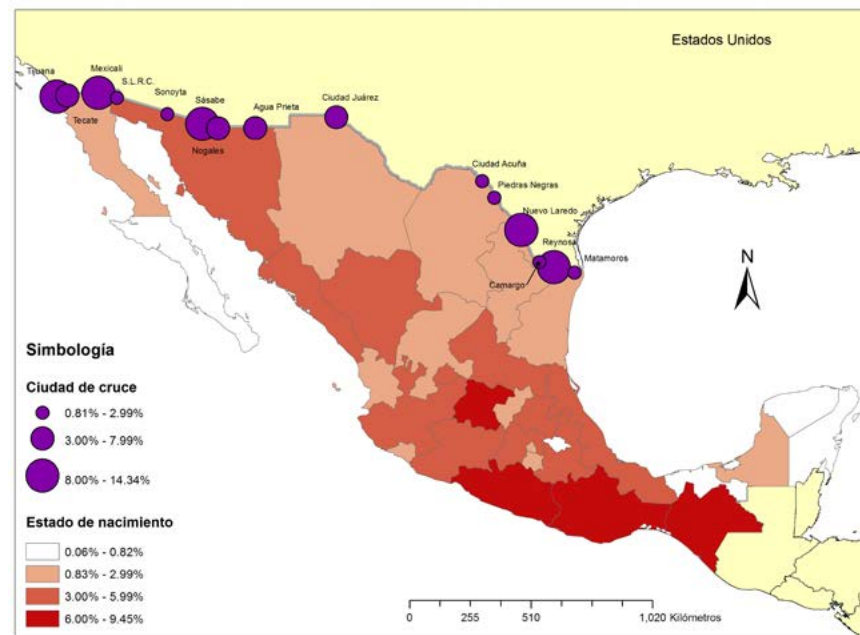 Estados Unidos
Tijuana
Mexicali
S.L.R.C.
Tecate
Sonoyta
Sásabe
Nogales
Agua Prieta
Ciudad Juárez
Ciudad Acuña
Piedras Negras
Nuevo Laredo
Reynosa
Matamoros
Camargo
N
Simbología
Ciudad de cruce
0.81% - 2.99%
3.00% - 7.99%
8.00% - 14.34%
Estado de nacimiento
0.06% - 0.82%
0.83% - 2.99%
3.00% - 5.99%
6.00% - 9.45%
0 255 510 1,020 Kilómetros